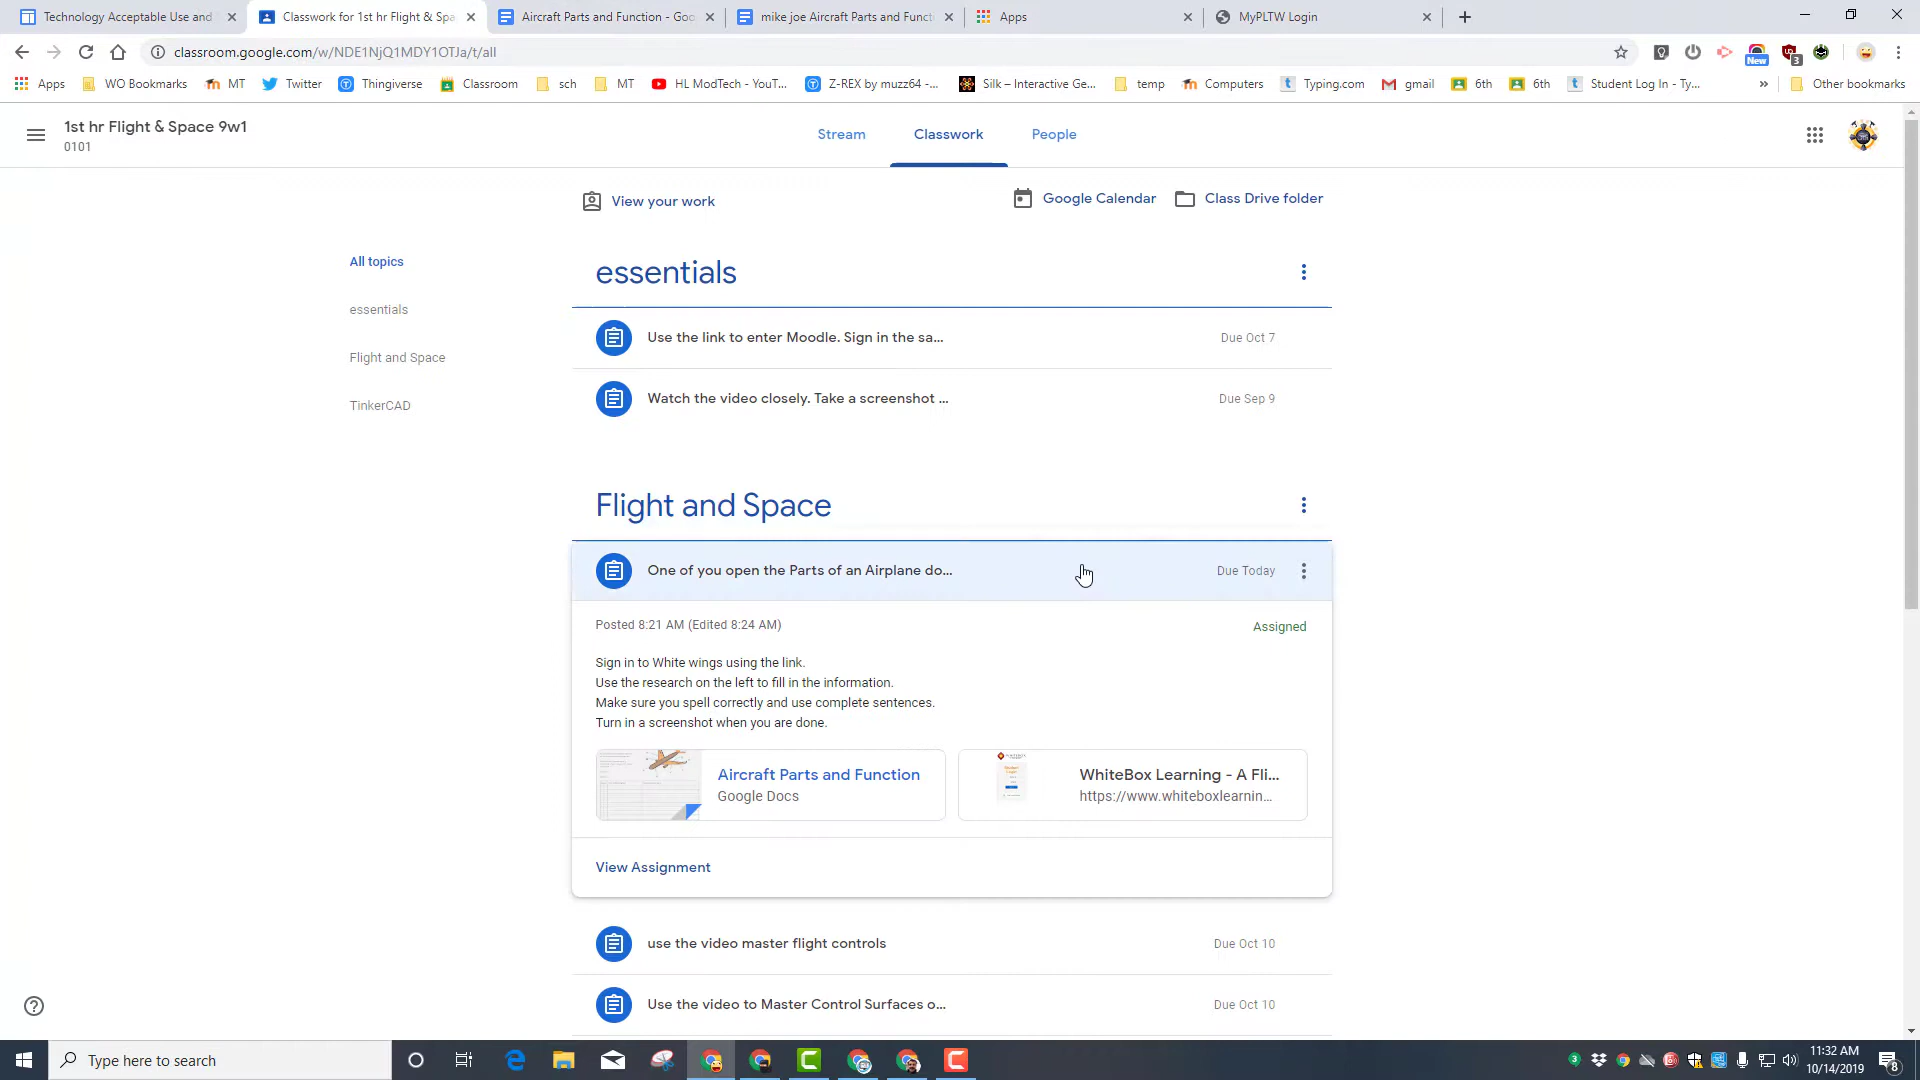 Technology Acceptable Use and
Classwork for 1st hr Flight & Spa
Aircraft Parts and Function - Goo
mike joe Aircraft Parts and Funct
Apps
MyPLTW Login
classroom.google.com/w/NDE1NjQ1MDY1OTJa/t/all
New
3
Apps
WO Bookmarks
MT
Twitter
Thingiverse
Classroom
sch
MT
HL ModTech - YouT...
Z-REX by muzz64 -...
Silk – Interactive Ge...
temp
Computers
Typing.com
gmail
6th
6th
Student Log In - Ty...
»
Other bookmarks
1st hr Flight & Space 9w1
0101
Stream
Classwork
People
View your work
Google Calendar
Class Drive folder
All topics
essentials
Flight and Space
TinkerCAD
essentials
Use the link to enter Moodle. Sign in the sa...
Due Oct 7
Watch the video closely. Take a screenshot ...
Due Sep 9
Flight and Space
One of you open the Parts of an Airplane do...
Due Today
Posted 8:21 AM (Edited 8:24 AM)
Assigned
Sign in to White wings using the link.
Use the research on the left to fill in the information.
Make sure you spell correctly and use complete sentences.
Turn in a screenshot when you are done.
Aircraft Parts and Function
Google Docs
WhiteBox Learning - A Fli...
https://www.whiteboxlearnin...
View Assignment
use the video master flight controls
Due Oct 10
Use the video to Master Control Surfaces o...
Due Oct 10
Type here to search
11:32 AM
10/14/2019
8